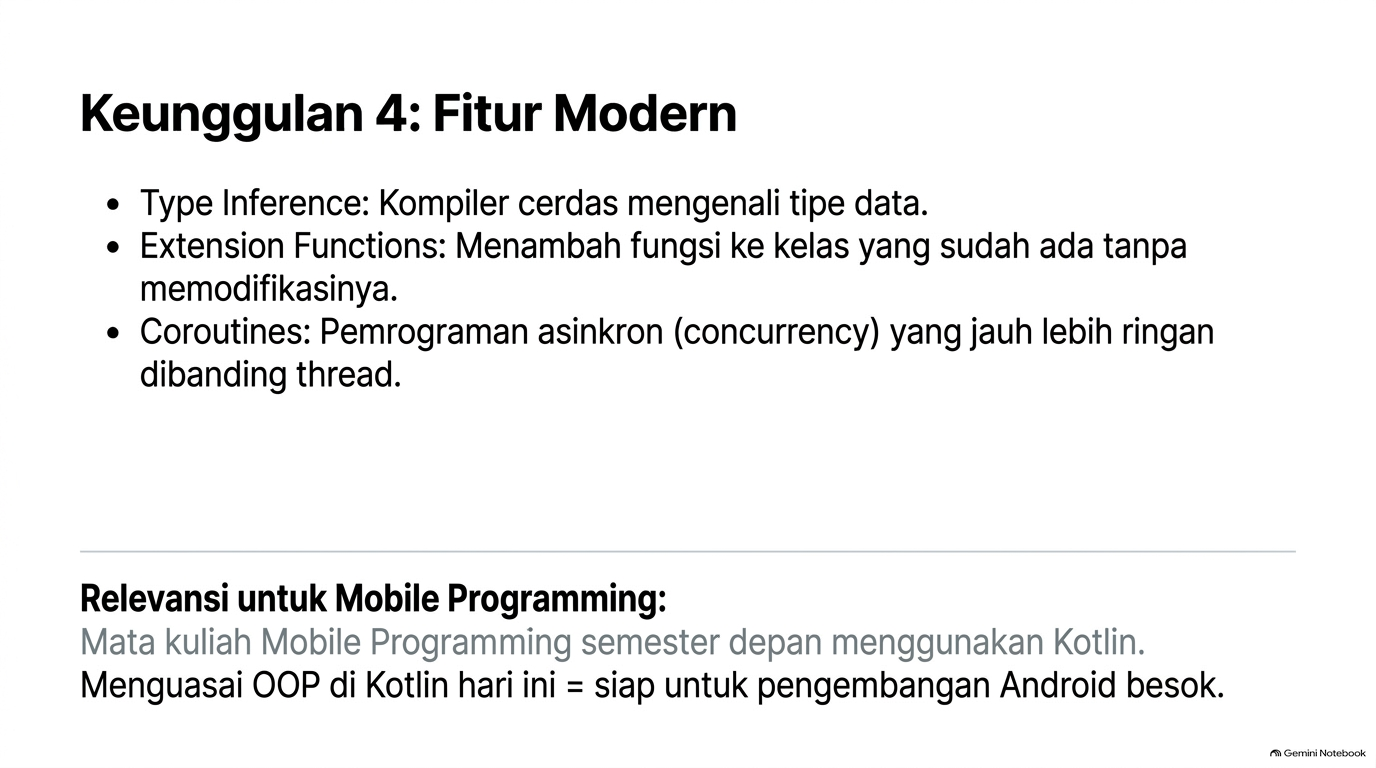 Keunggulan 4: Fitur Modern
• Type Inference: Kompiler cerdas mengenali tipe data.
• Extension Functions: Menambah fungsi ke kelas yang sudah ada tanpa
memodifikasinya.
• Coroutines: Pemrograman asinkron (concurrency) yang jauh lebih ringan
dibanding thread.
Relevansi untuk Mobile Programming:
Mata kuliah Mobile Programming semester depan menggunakan Kotlin.
Menguasai OOP di Kotlin hari ini = siap untuk pengembangan Android besok.
Gemini Notebook